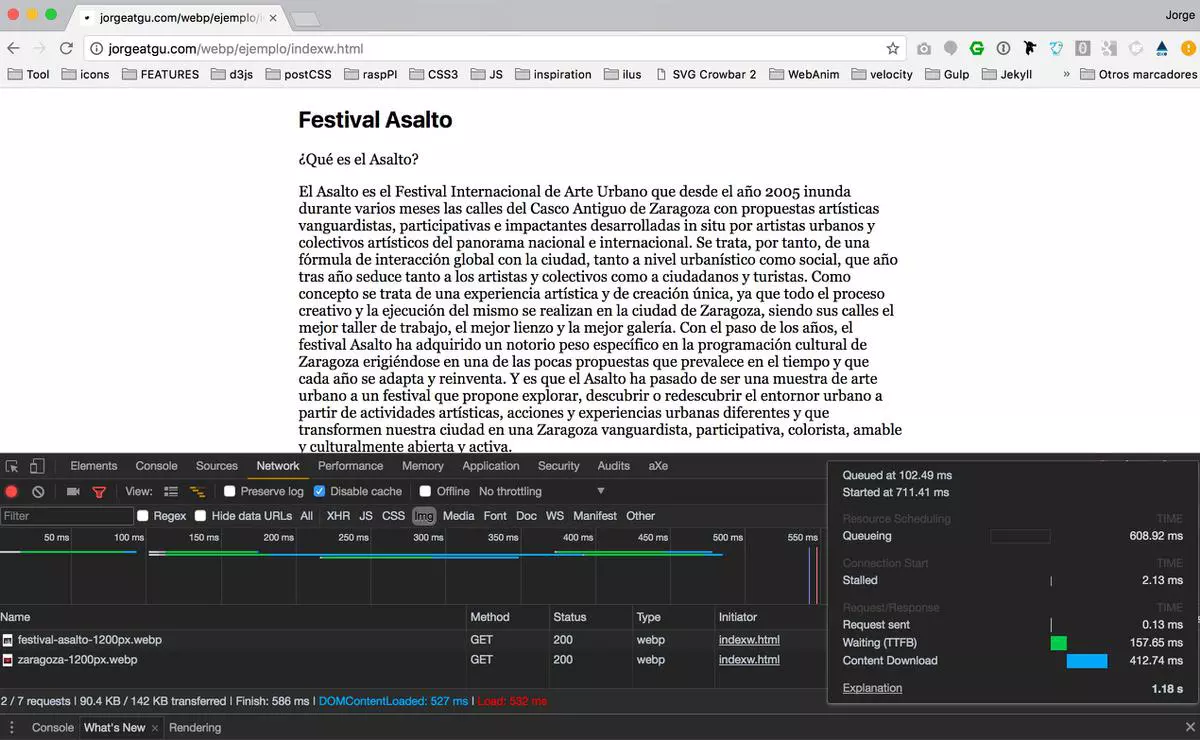 jorgeatgu.com/webp/ejemplo/i
Jorge
jorgeatgu.com/webp/ejemplo/indexw.html
Tool icons FEATURES d3js postCSS raspPI CSS3 JS inspiration ilus SVG Crowbar 2 WebAnim velocity Gulp Jekyll » Otros marcadores
Festival Asalto
¿Qué es el Asalto?
El Asalto es el Festival Internacional de Arte Urbano que desde el año 2005 inunda
durante varios meses las calles del Casco Antiguo de Zaragoza con propuestas artísticas
vanguardistas, participativas e impactantes desarrolladas in situ por artistas urbanos y
colectivos artísticos del panorama nacional e internacional. Se trata, por tanto, de una
fórmula de interacción global con la ciudad, tanto a nivel urbanístico como social, que año
tras año seduce tanto a los artistas y colectivos como a ciudadanos y turistas. Como
concepto se trata de una experiencia artística y de creación única, ya que todo el proceso
creativo y la ejecución del mismo se realizan en la ciudad de Zaragoza, siendo sus calles el
mejor taller de trabajo, el mejor lienzo y la mejor galería. Con el paso de los años, el
festival Asalto ha adquirido un notorio peso específico en la programación cultural de
Zaragoza erigiéndose en una de las pocas propuestas que prevalece en el tiempo y que
cada año se adapta y reinventa. Y es que el Asalto ha pasado de ser una muestra de arte
urbano a un festival que propone explorar, descubrir o redescubrir el entornor urbano a
partir de actividades artísticas, acciones y experiencias urbanas diferentes y que
transformen nuestra ciudad en una Zaragoza vanguardista, participativa, colorista, amable
y culturalmente abierta y activa.
Elements Console Sources Network Performance Memory Application Security Audits aXe
View: Preserve log Disable cache Offline No throttling
Filter Regex Hide data URLs All XHR JS CSS Img Media Font Doc WS Manifest Other
50 ms 100 ms 150 ms 200 ms 250 ms 300 ms 350 ms 400 ms 450 ms 500 ms 550 ms
Name Method Status Type Initiator
festival-asalto-1200px.webp GET 200 webp indexw.html
zaragoza-1200px.webp GET 200 webp indexw.html
2 / 7 requests | 90.4 KB / 142 KB transferred | Finish: 586 ms | DOMContentLoaded: 527 ms | Load: 532 ms
Queued at 102.49 ms
Started at 711.41 ms
Resource Scheduling TIME
Queueing 608.92 ms
Connection Start TIME
Stalled 2.13 ms
Request/Response TIME
Request sent 0.13 ms
Waiting (TTFB) 157.65 ms
Content Download 412.74 ms
Explanation 1.18 s
Console What's New × Rendering